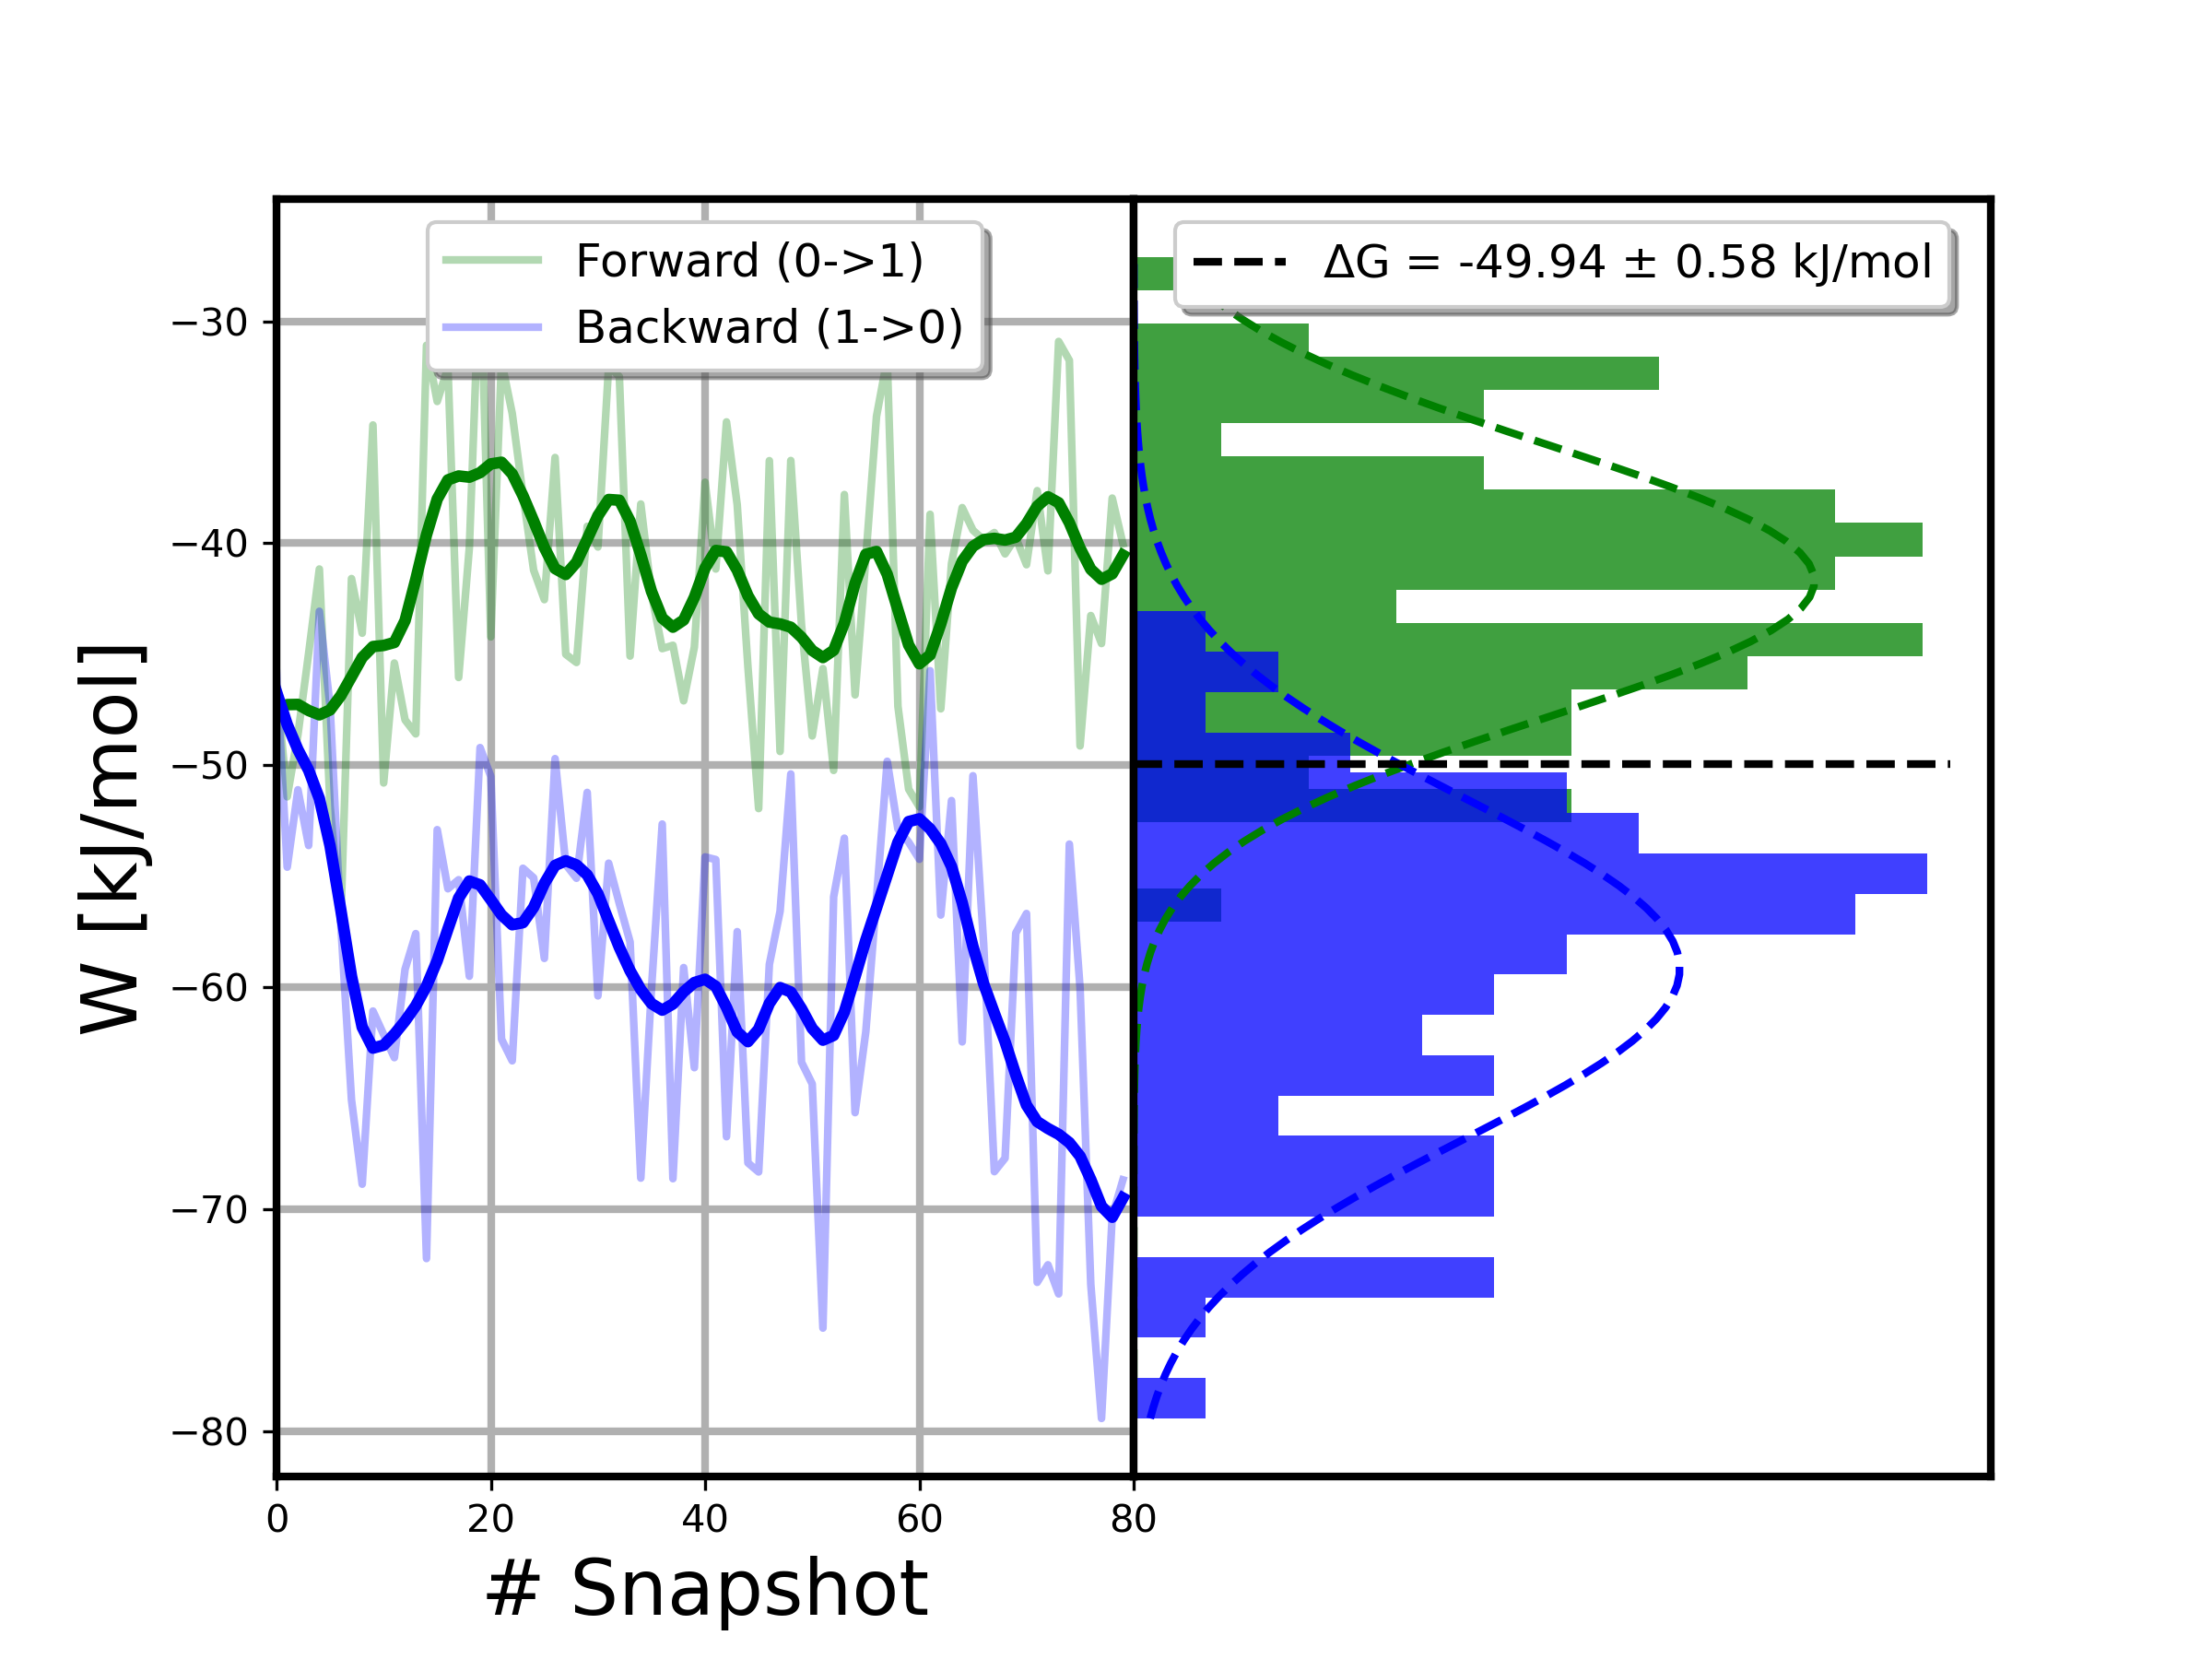 Forward (0->1)
Backward (1->0)
ΔG = -49.94 ± 0.58 kJ/mol
−30
−40
−50
−60
−70
−80
W [kJ/mol]
0 20 40 60 80
# Snapshot